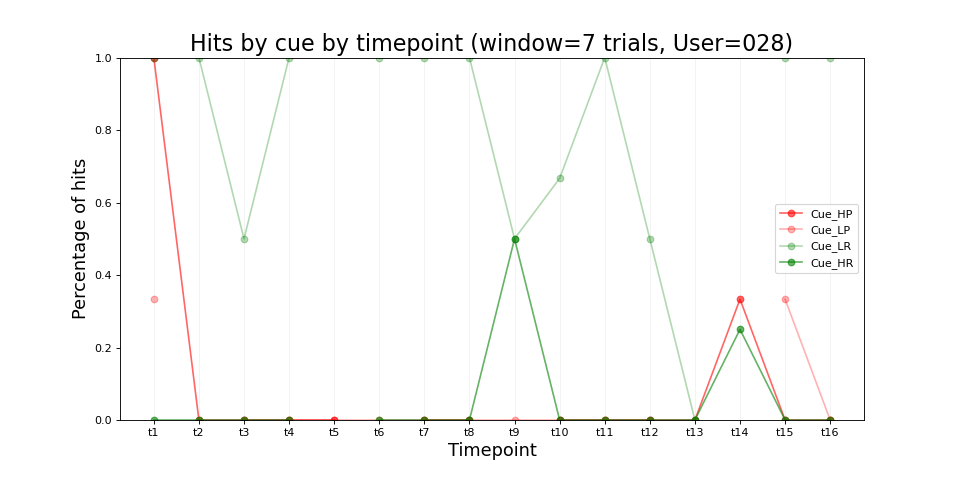 Hits by cue by timepoint (window=7 trials, User=028)
Percentage of hits
1.0
0.8
0.6
0.4
0.2
0.0
Cue_HP
Cue_LP
Cue_LR
Cue_HR
t1 t2 t3 t4 t5 t6 t7 t8 t9 t10 t11 t12 t13 t14 t15 t16
Timepoint